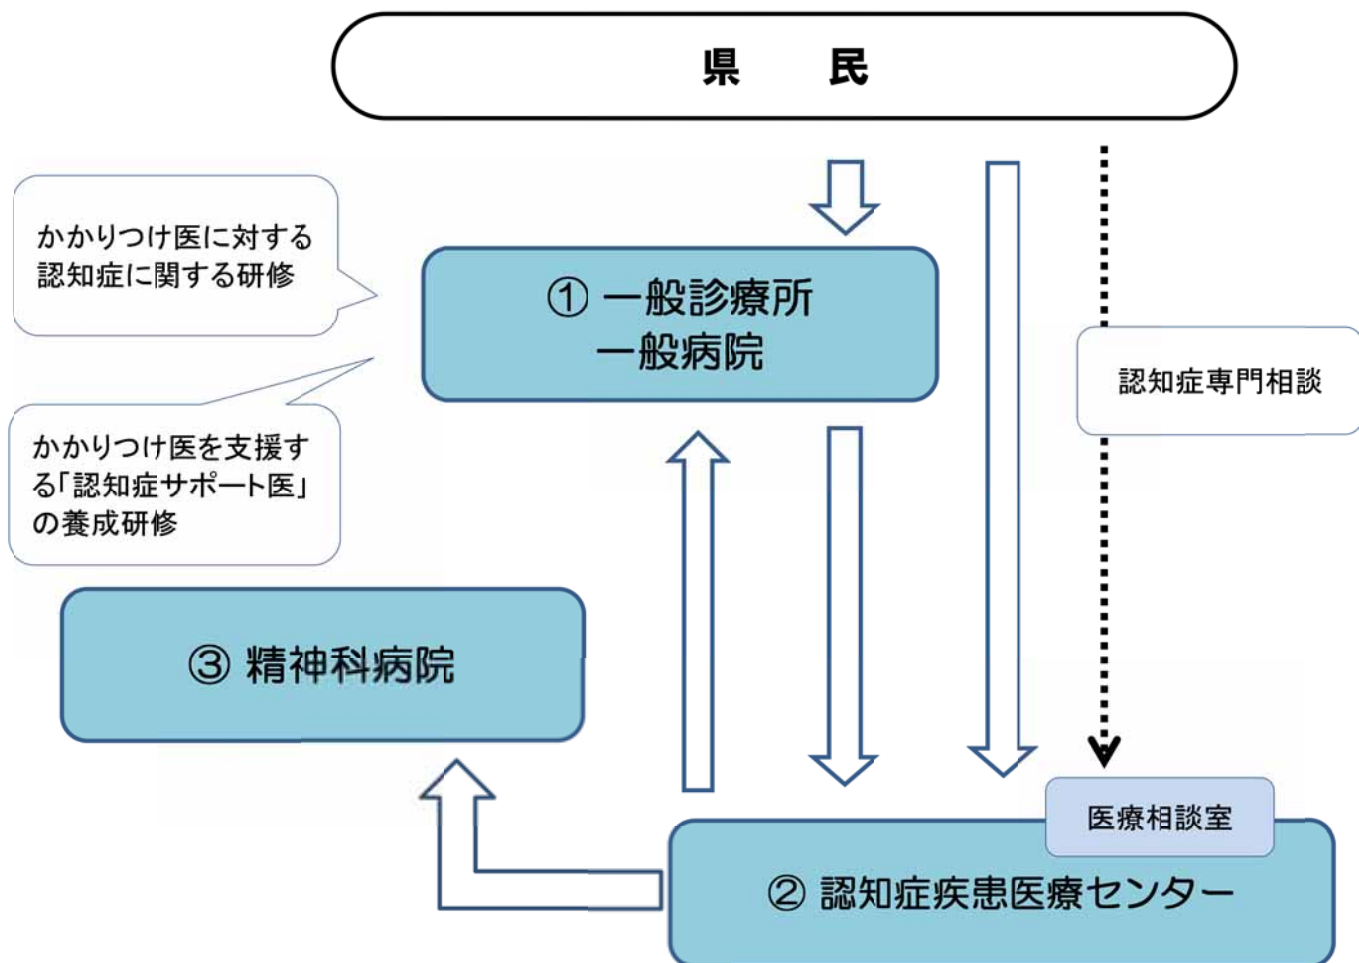 県　　民
かかりつけ医に対する
認知症に関する研修
① 一般診療所
一般病院
認知症専門相談
かかりつけ医を支援す
る「認知症サポート医」
の養成研修
③ 精神科病院
医療相談室
② 認知症疾患医療センター